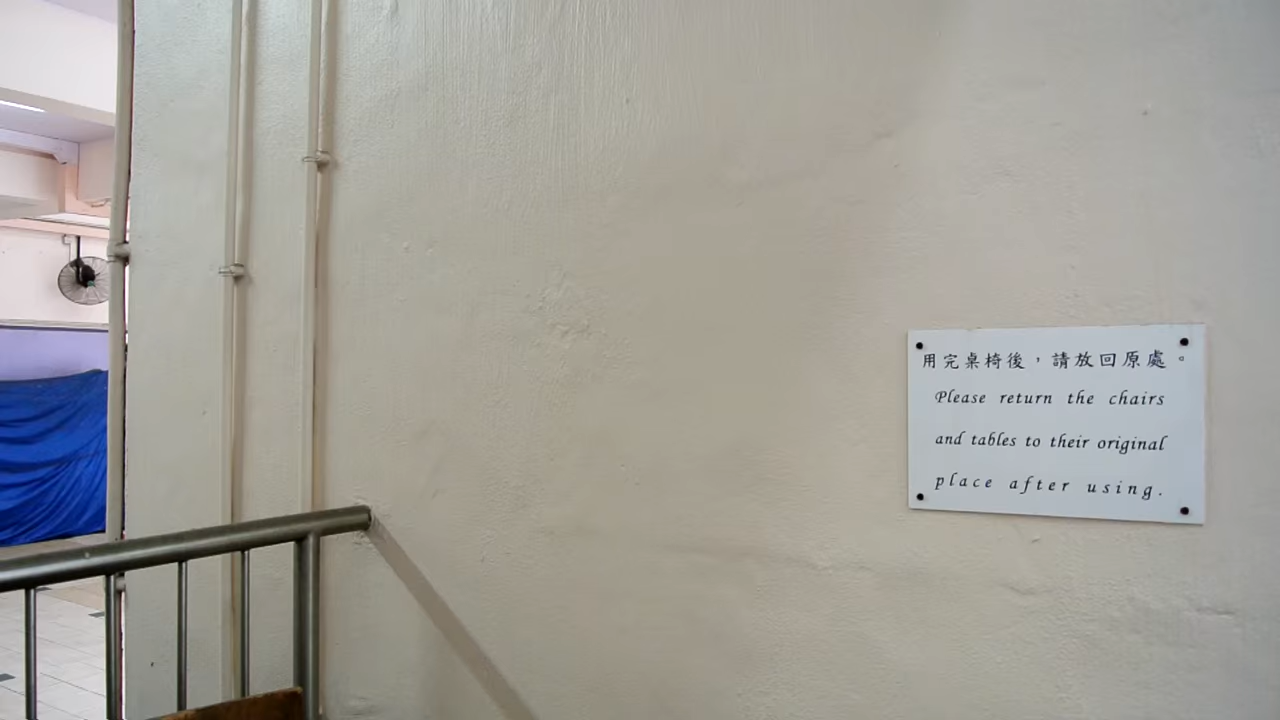 用完桌椅後，請放回原處。
Please return the chairs
and tables to their original
place after using.